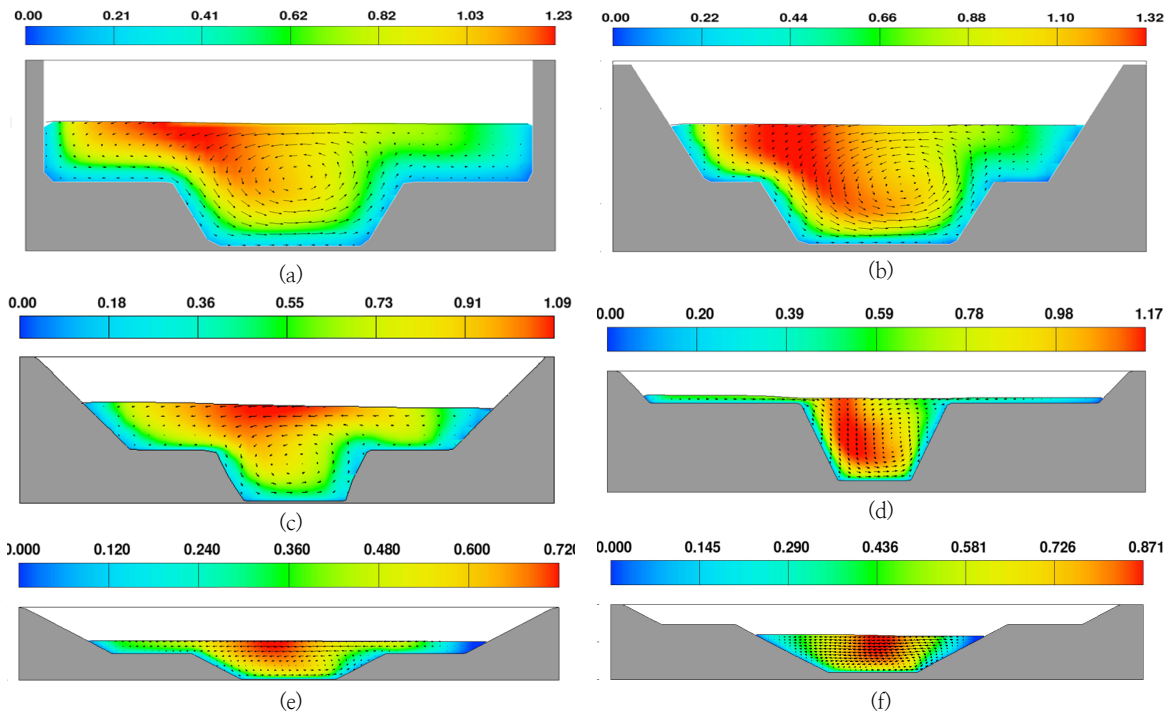 0.00 0.21 0.41 0.62 0.82 1.03 1.23
(a)
0.00 0.22 0.44 0.66 0.88 1.10 1.32
(b)
0.00 0.18 0.36 0.55 0.73 0.91 1.09
(c)
0.00 0.20 0.39 0.59 0.78 0.98 1.17
(d)
0.000 0.120 0.240 0.360 0.480 0.600 0.720
(e)
0.000 0.145 0.290 0.436 0.581 0.726 0.871
(f)